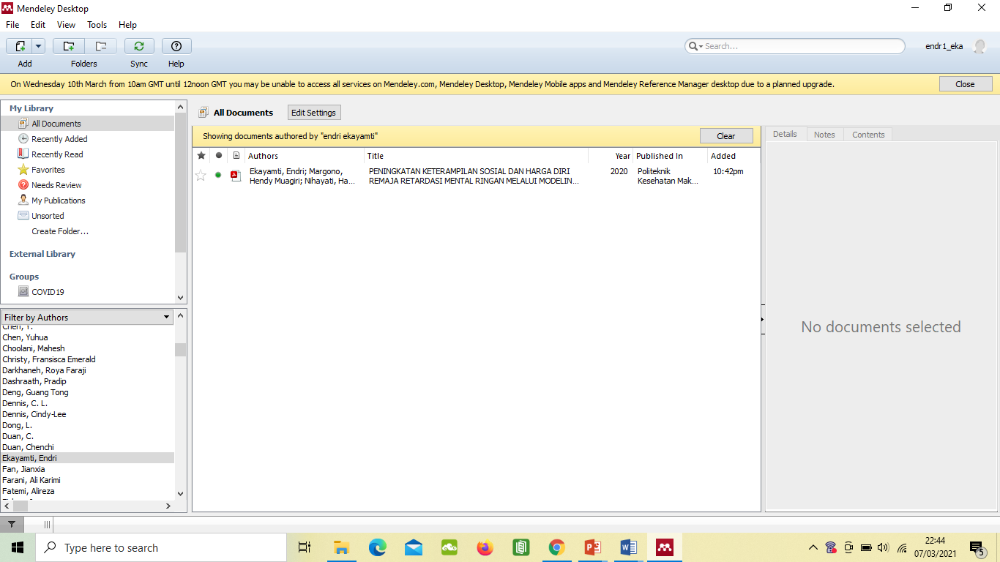 Mendeley Desktop
File Edit View Tools Help
Search...
endr1_eka
Add Folders Sync Help
On Wednesday 10th March from 10am GMT until 12noon GMT you may be unable to access all services on Mendeley.com, Mendeley Desktop, Mendeley Mobile apps and Mendeley Reference Manager desktop due to a planned upgrade.
Close
My Library
All Documents
Recently Added
Recently Read
Favorites
Needs Review
My Publications
Unsorted
Create Folder...
External Library
Groups
COVID19
Filter by Authors
Chen, Y.
Chen, Yuhua
Choolani, Mahesh
Christy, Fransisca Emerald
Darkhaneh, Roya Faraji
Dashraath, Pradip
Deng, Guang Tong
Dennis, C. L.
Dennis, Cindy-Lee
Dong, L.
Duan, C.
Duan, Chenchi
Ekayamti, Endri
Fan, Jianxia
Farani, Ali Karimi
Fatemi, Alireza
All Documents
Edit Settings
Showing documents authored by "endri ekayamti"
Clear
Authors Title Year Published In Added
Ekayamti, Endri; Margono, PENINGKATAN KETERAMPILAN SOSIAL DAN HARGA DIRI 2020 Politeknik 10:42pm
Hendy Muagiri; Nihayati, Ha... REMAJA RETARDASI MENTAL RINGAN MELALUI MODELIN... Kesehatan Mak...
Details Notes Contents
No documents selected
Type here to search
22:44
07/03/2021
5